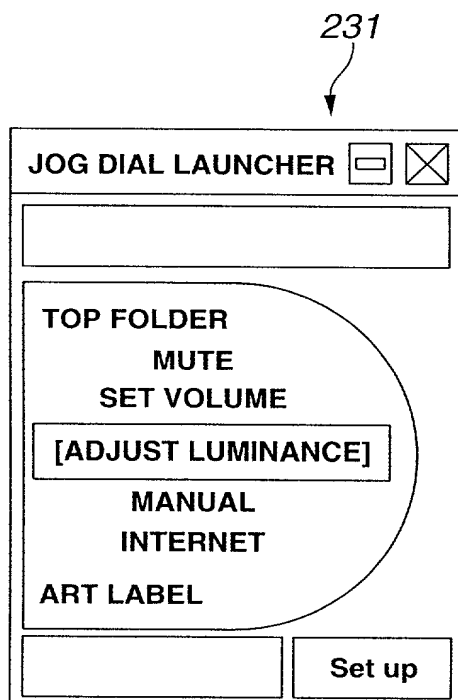 231
JOG DIAL LAUNCHER
TOP FOLDER
MUTE
SET VOLUME
[ADJUST LUMINANCE]
MANUAL
INTERNET
ART LABEL
Set up